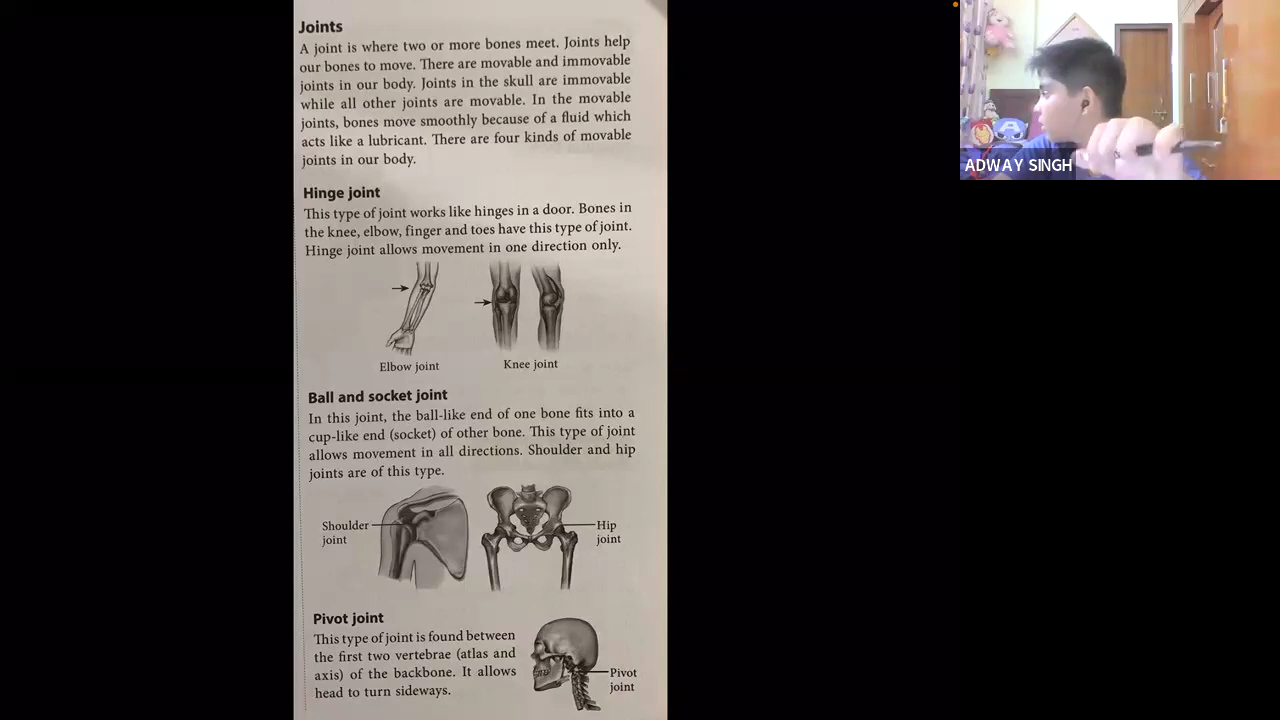 Joints
A joint is where two or more bones meet. Joints help
our bones to move. There are movable and immovable
joints in our body. Joints in the skull are immovable
while all other joints are movable. In the movable
joints, bones move smoothly because of a fluid which
acts like a lubricant. There are four kinds of movable
joints in our body.
Hinge joint
This type of joint works like hinges in a door. Bones in
the knee, elbow, finger and toes have this type of joint.
Hinge joint allows movement in one direction only.
Elbow joint
Knee joint
Ball and socket joint
In this joint, the ball-like end of one bone fits into a
cup-like end (socket) of other bone. This type of joint
allows movement in all directions. Shoulder and hip
joints are of this type.
Shoulder
joint
Hip
joint
Pivot joint
This type of joint is found between
the first two vertebrae (atlas and
axis) of the backbone. It allows
head to turn sideways.
Pivot
joint
ADWAY SINGH